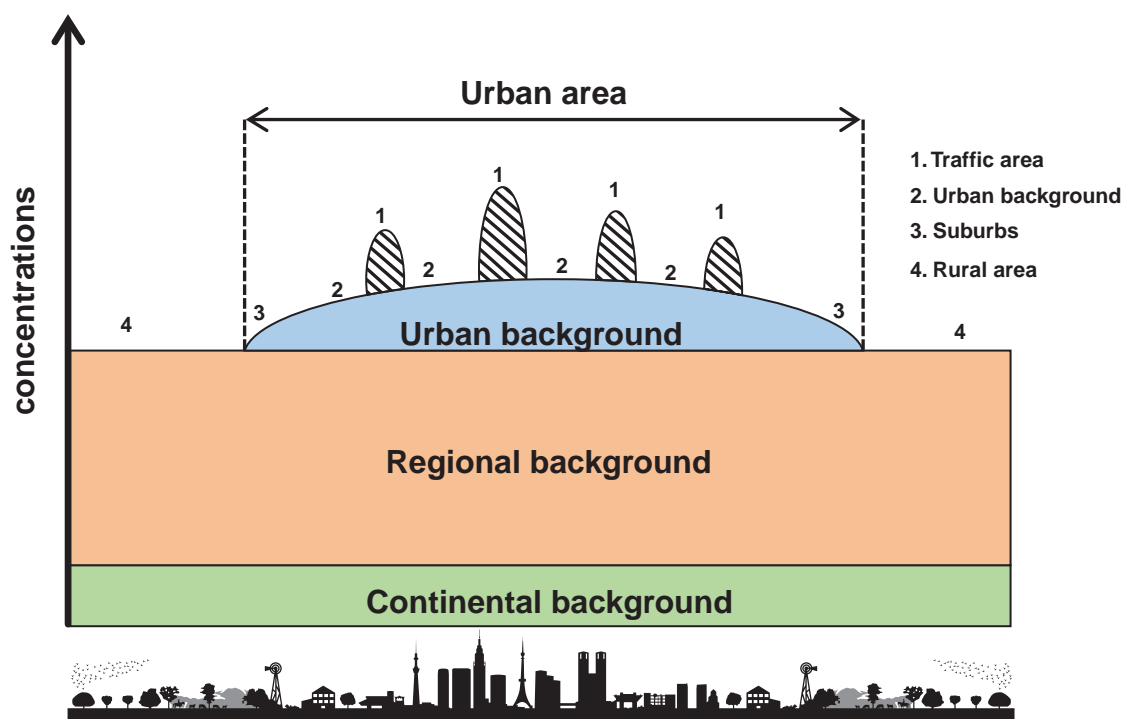 Urban area
concentrations
1. Traffic area
2. Urban background
3. Suburbs
4. Rural area
1
1
1
1
2
2
2
2
3
3
4
4
Urban background
Regional background
Continental background